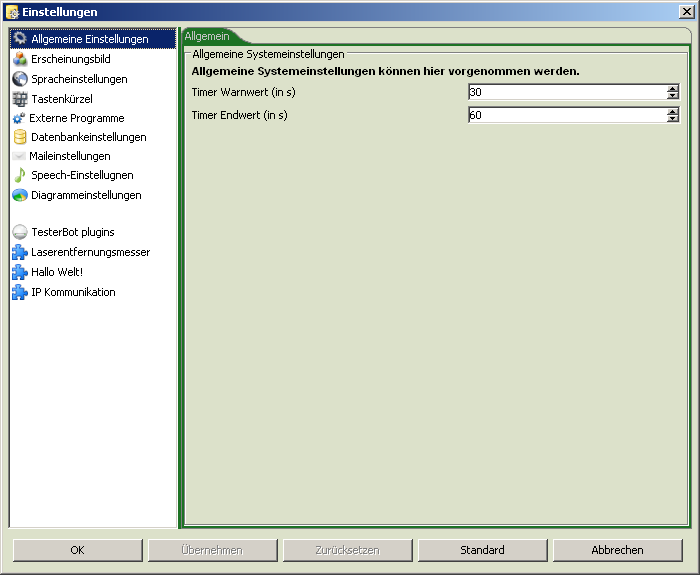 Einstellungen
Allgemeine Einstellungen
Erscheinungsbild
Spracheinstellungen
Tastenkürzel
Externe Programme
Datenbankeinstellungen
Maileinstellungen
Speech-Einstellugnen
Diagrammeinstellungen
TesterBot plugins
Laserentfernungsmesser
Hallo Welt!
IP Kommunikation
Allgemein
Allgemeine Systemeinstellungen
Allgemeine Systemeinstellungen können hier vorgenommen werden.
Timer Warnwert (in s) 30
Timer Endwert (in s) 60
OK Übernehmen Zurücksetzen Standard Abbrechen